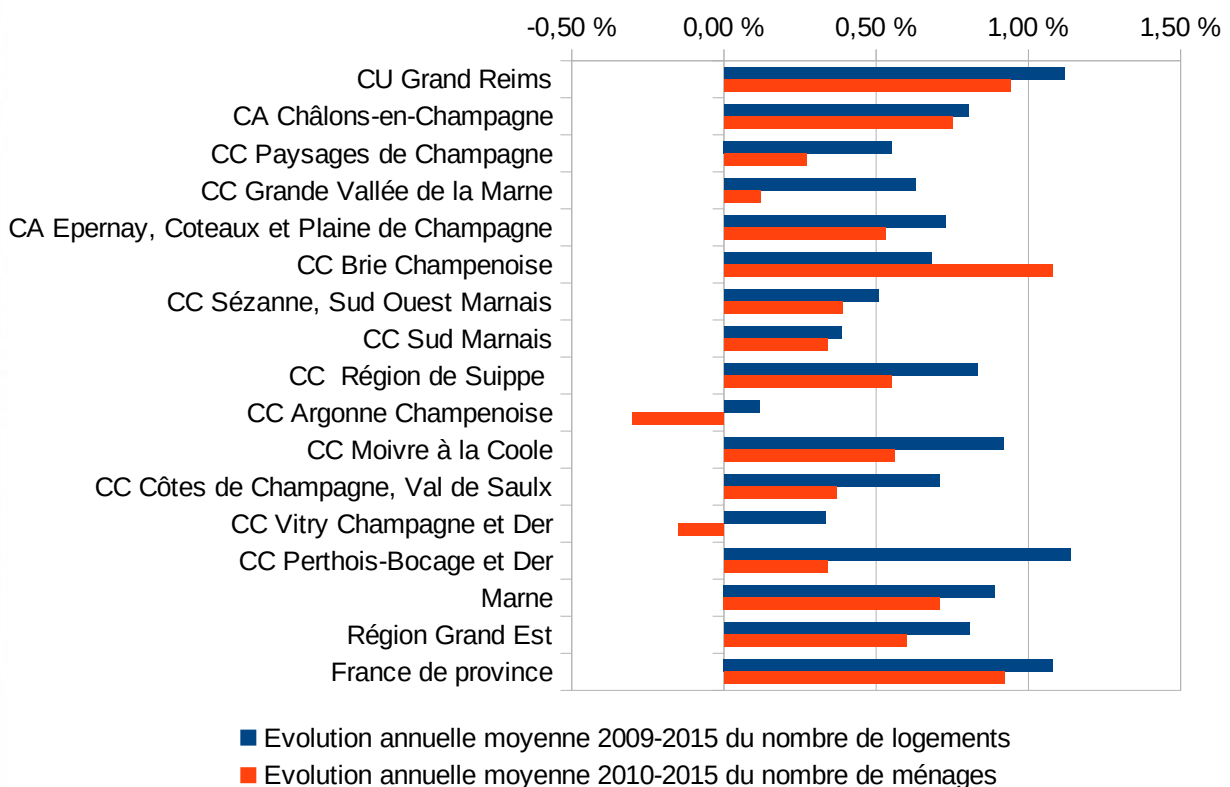 -0,50 % 0,00 % 0,50 % 1,00 % 1,50 %
CU Grand Reims
CA Châlons-en-Champagne
CC Paysages de Champagne
CC Grande Vallée de la Marne
CA Epernay, Coteaux et Plaine de Champagne
CC Brie Champenoise
CC Sézanne, Sud Ouest Marnais
CC Sud Marnais
CC  Région de Suippe
CC Argonne Champenoise
CC Moivre à la Coole
CC Côtes de Champagne, Val de Saulx
CC Vitry Champagne et Der
CC Perthois-Bocage et Der
Marne
Région Grand Est
France de province
Evolution annuelle moyenne 2009-2015 du nombre de logements
Evolution annuelle moyenne 2010-2015 du nombre de ménages